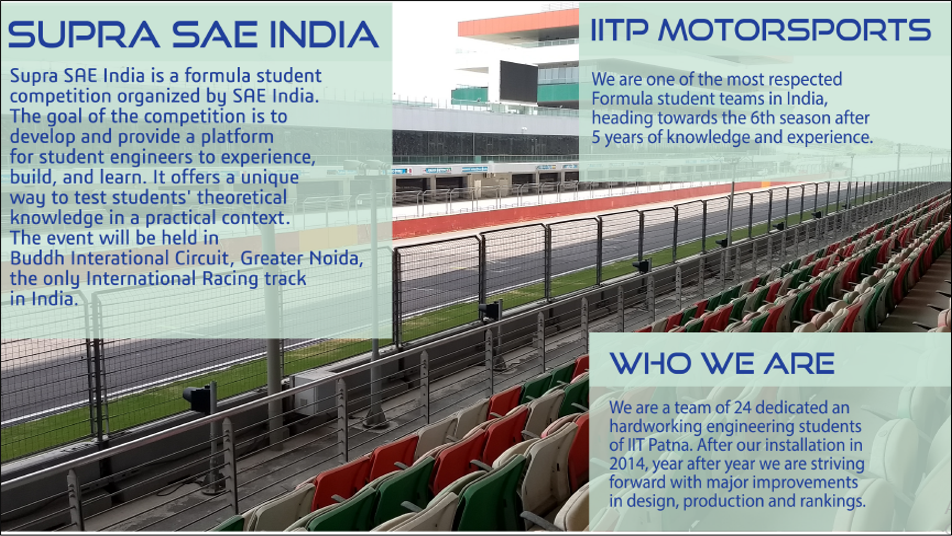 SUPRA SAE INDIA
Supra SAE India is a formula student
competition organized by SAE India.
The goal of the competition is to
develop and provide a platform
for student engineers to experience,
build, and learn. It offers a unique
way to test students' theoretical
knowledge in a practical context.
The event will be held in
Buddh Interational Circuit, Greater Noida,
the only International Racing track
in India.
IITP MOTORSPORTS
We are one of the most respected
Formula student teams in India,
heading towards the 6th season after
5 years of knowledge and experience.
WHO WE ARE
We are a team of 24 dedicated an
hardworking engineering students
of IIT Patna. After our installation in
2014, year after year we are striving
forward with major improvements
in design, production and rankings.